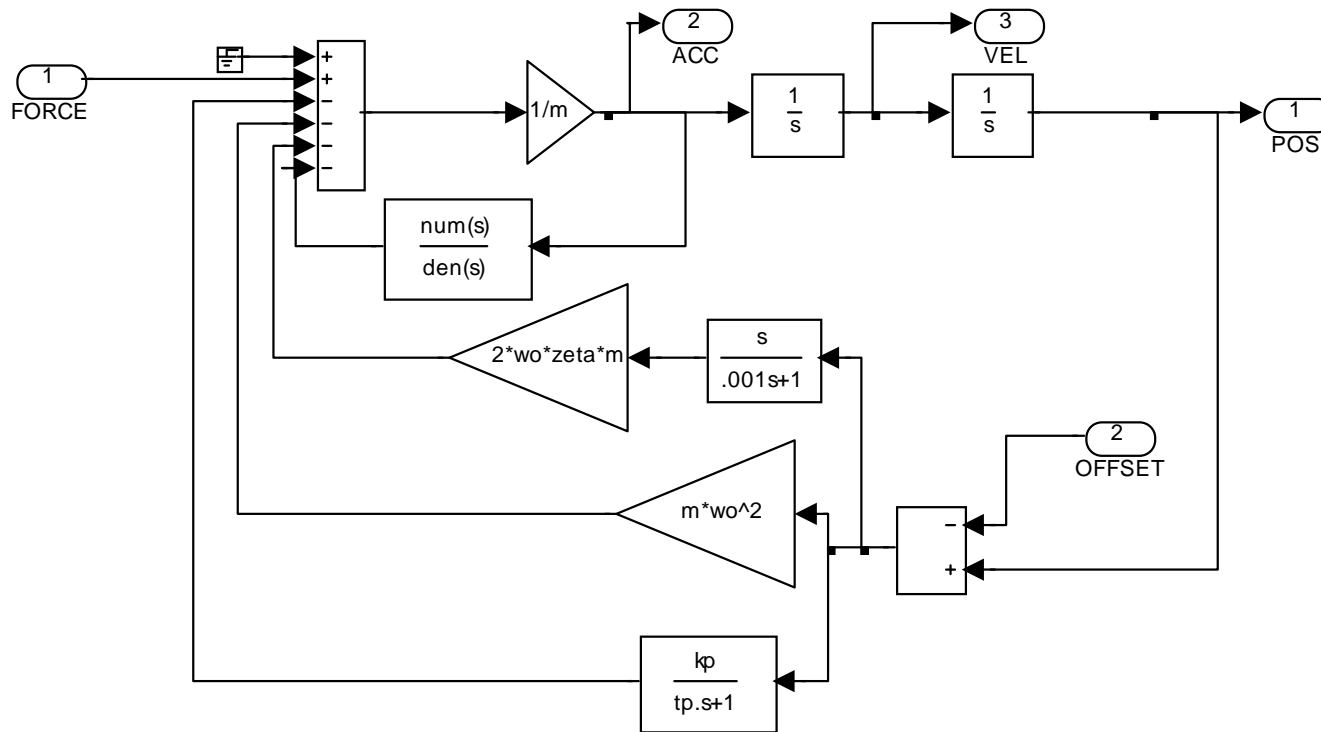 2
ACC
3
VEL
1
FORCE
+
+
−
−
−
−
1/m
1
s
1
s
1
POS
num(s)
den(s)
2*wo*zeta*m
s
.001s+1
2
OFFSET
m*wo^2
−
+
kp
tp.s+1